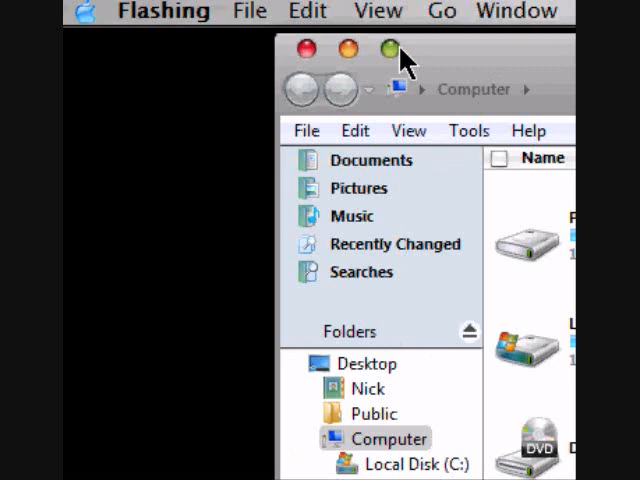 Flashing File Edit View Go Window
Computer
File Edit View Tools Help
Documents
Name
Pictures
Music
Recently Changed
Searches
Folders
Desktop
Nick
Public
Computer
DVD
Local Disk (C:)